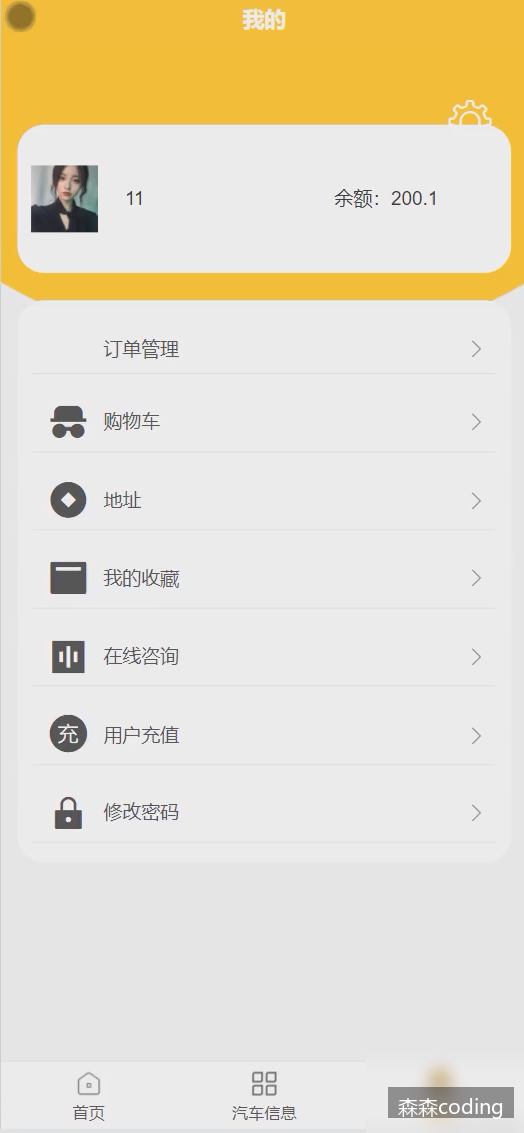 我的
11
余额：200.1
订单管理
购物车
地址
我的收藏
在线咨询
充 用户充值
修改密码
首页
汽车信息
森森coding